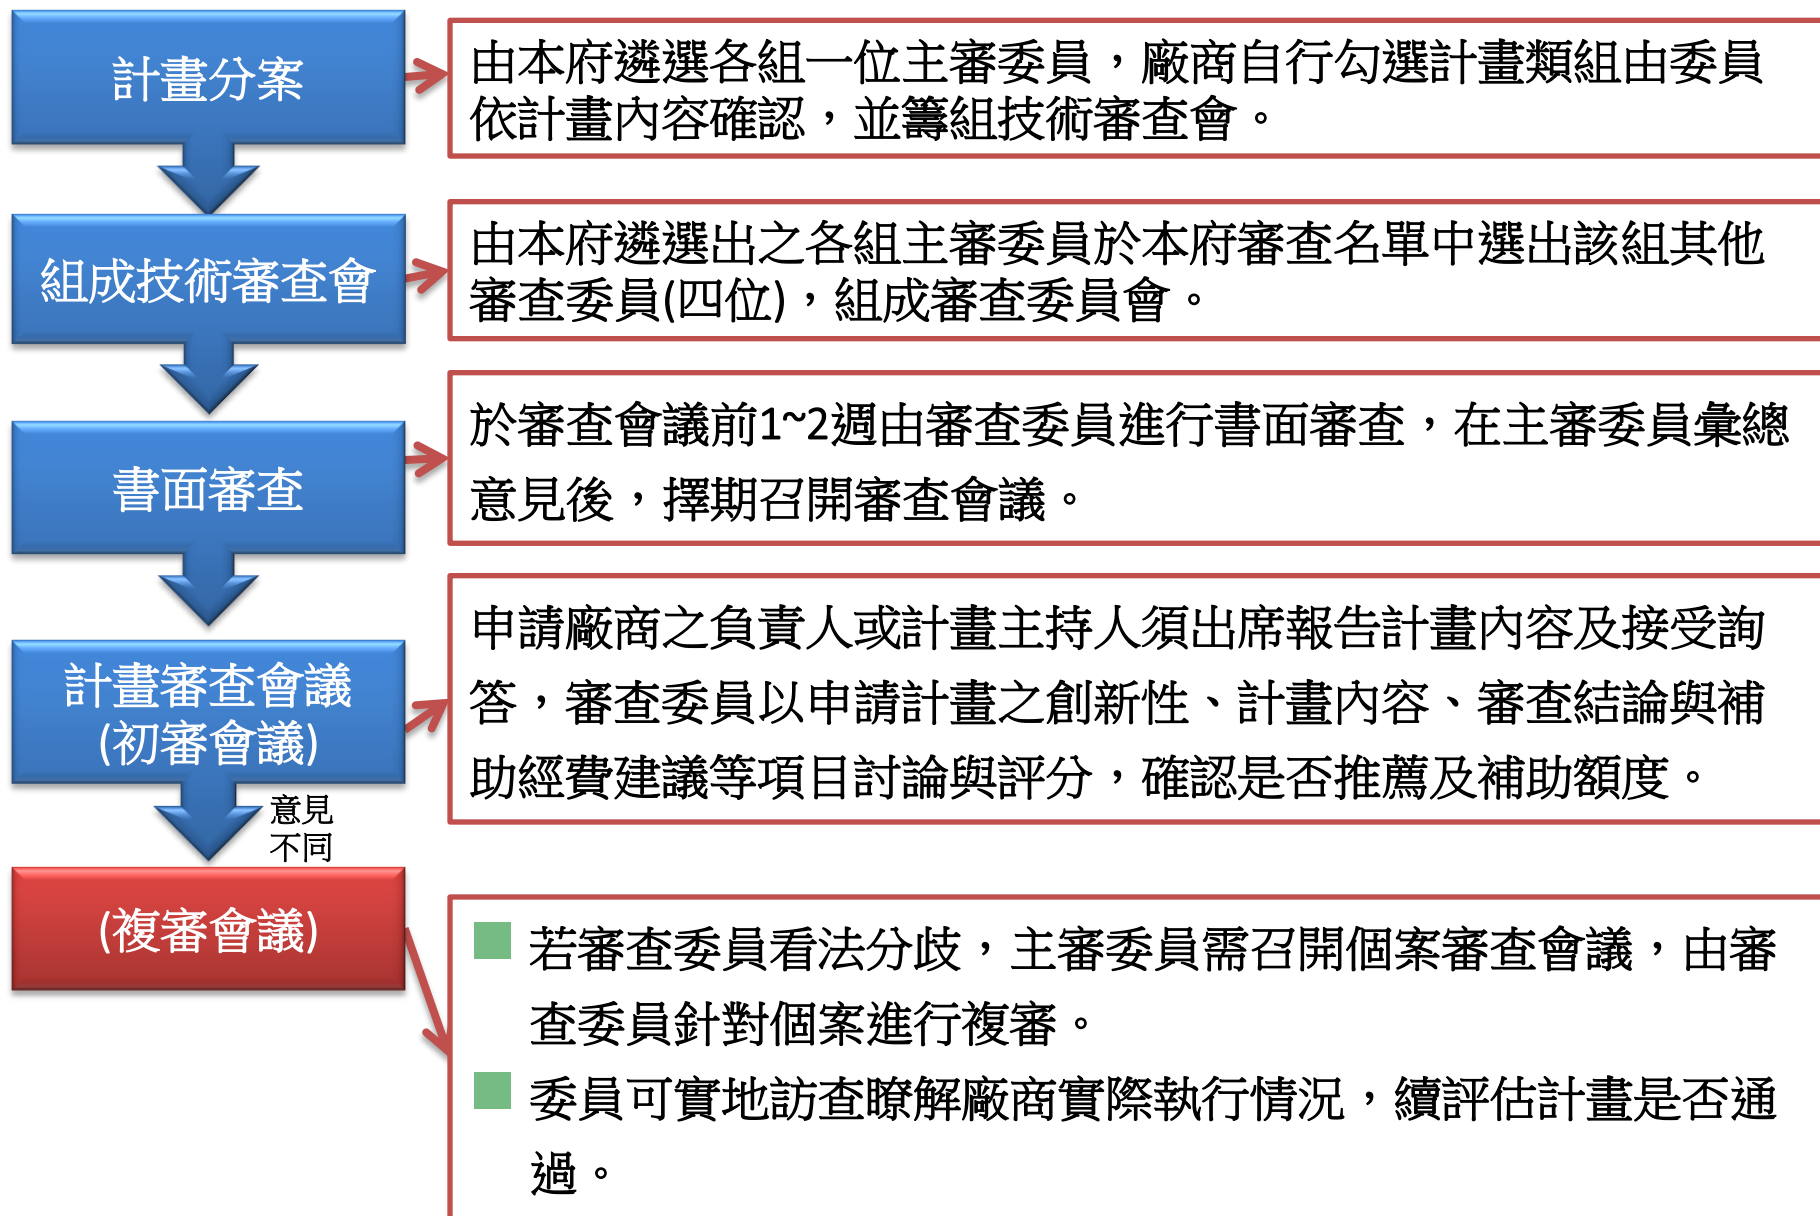 計畫分案
由本府遴選各組一位主審委員，廠商自行勾選計畫類組由委員
依計畫內容確認，並籌組技術審查會。
組成技術審查會
由本府遴選出之各組主審委員於本府審查名單中選出該組其他
審查委員(四位)，組成審查委員會。
書面審查
於審查會議前1~2週由審查委員進行書面審查，在主審委員彙總
意見後，擇期召開審查會議。
計畫審查會議
(初審會議)
申請廠商之負責人或計畫主持人須出席報告計畫內容及接受詢
答，審查委員以申請計畫之創新性、計畫內容、審查結論與補
助經費建議等項目討論與評分，確認是否推薦及補助額度。
意見
不同
(複審會議)
若審查委員看法分歧，主審委員需召開個案審查會議，由審
查委員針對個案進行複審。
委員可實地訪查瞭解廠商實際執行情況，續評估計畫是否通
過。